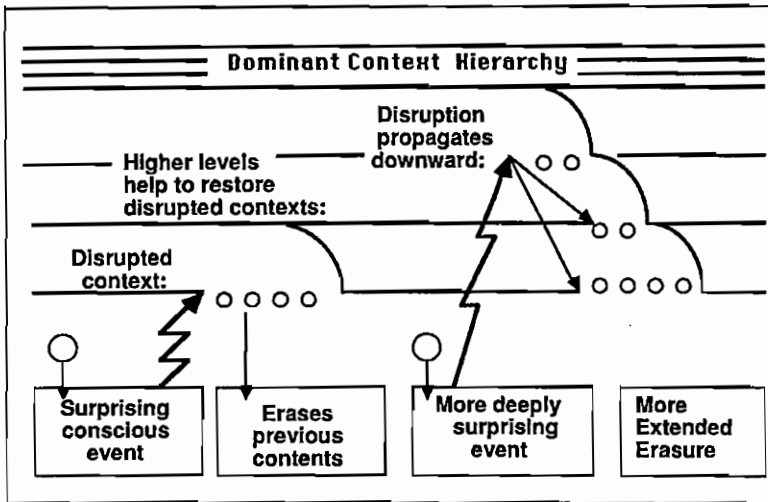 Dominant Context Hierarchy
Disruption
propagates
downward:
Higher levels
help to restore
disrupted contexts:
Disrupted
context:
Surprising
conscious
event
Erases
previous
contents
More deeply
surprising
event
More
Extended
Erasure